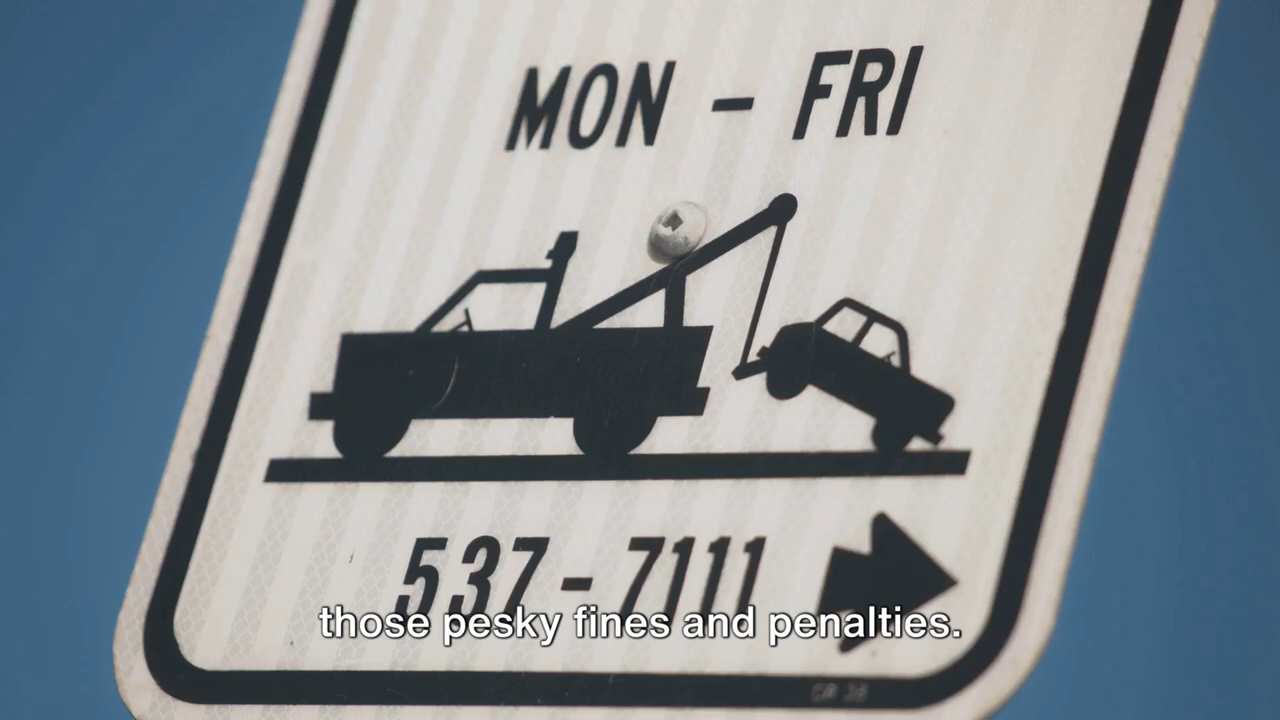 MON - FRI
537-7111
those pesky fines and penalties.